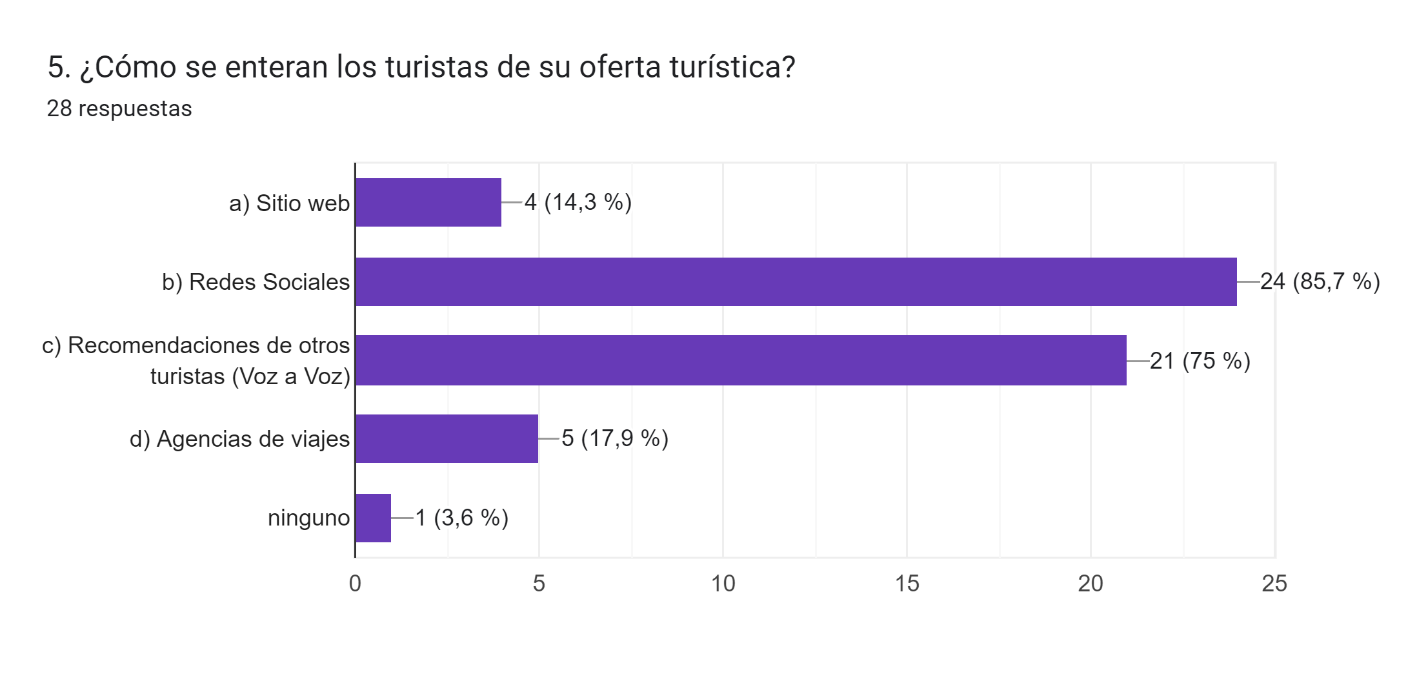 5. ¿Cómo se enteran los turistas de su oferta turística?
28 respuestas
a) Sitio web
4 (14,3 %)
b) Redes Sociales
24 (85,7 %)
c) Recomendaciones de otros
turistas (Voz a Voz)
21 (75 %)
d) Agencias de viajes
5 (17,9 %)
ninguno
1 (3,6 %)
0 5 10 15 20 25